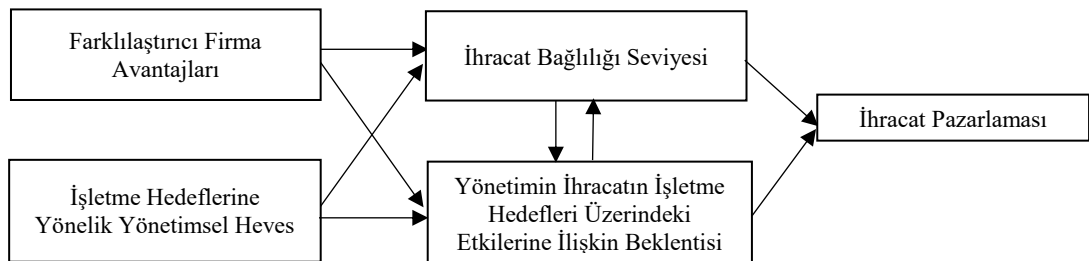 Farklılaştırıcı Firma
Avantajları
İhracat Bağlılığı Seviyesi
İhracat Pazarlaması
İşletme Hedeflerine
Yönelik Yönetimsel Heves
Yönetimin İhracatın İşletme
Hedefleri Üzerindeki
Etkilerine İlişkin Beklentisi